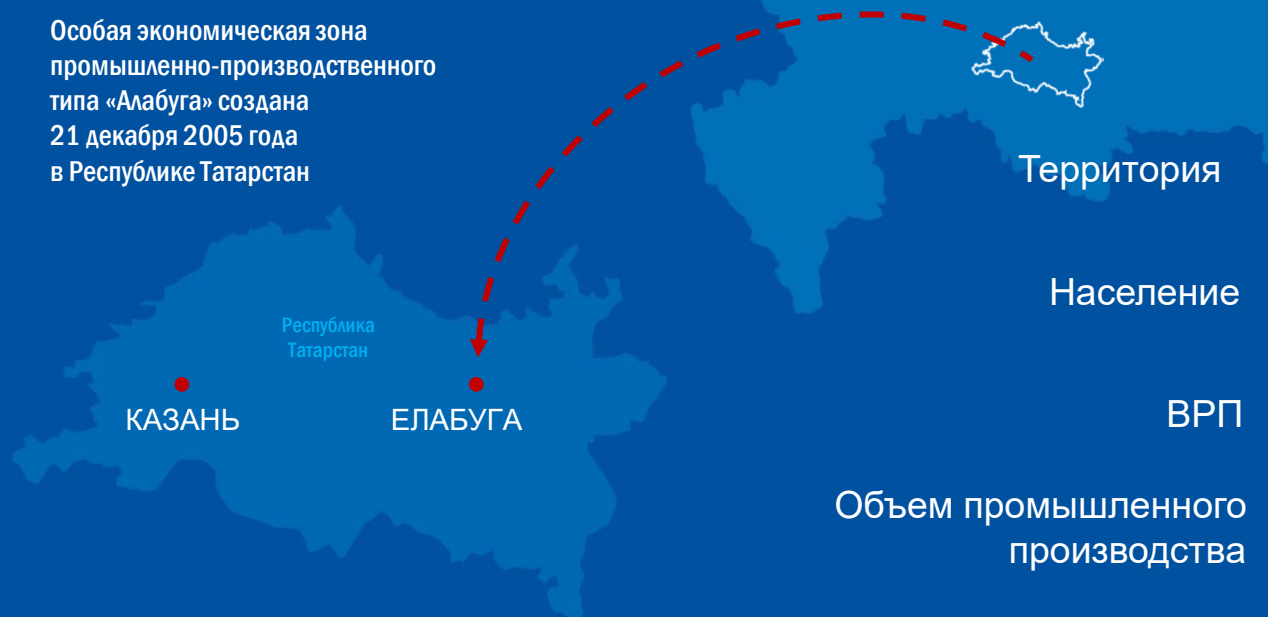 Особая экономическая зона
промышленно-производственного
типа «Алабуга» создана
21 декабря 2005 года
в Республике Татарстан
Территория
Население
Республика
Татарстан
КАЗАНЬ
ЕЛАБУГА
ВРП
Объем промышленного
производства